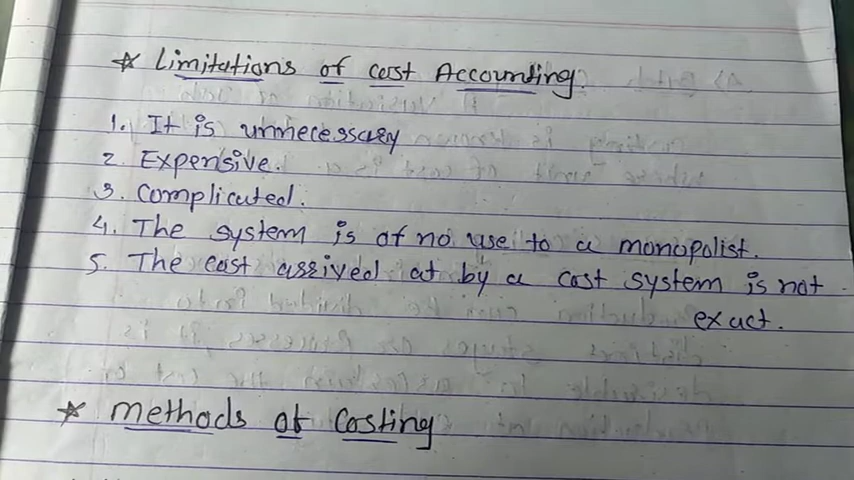 * Limitations of cost Accounting.
1. It is unnecessary
2. Expensive.
3. Complicated.
4. The system is of no use to a monopolist.
5. The cost assived at by a cost system is not
exact.
* methods of Costing